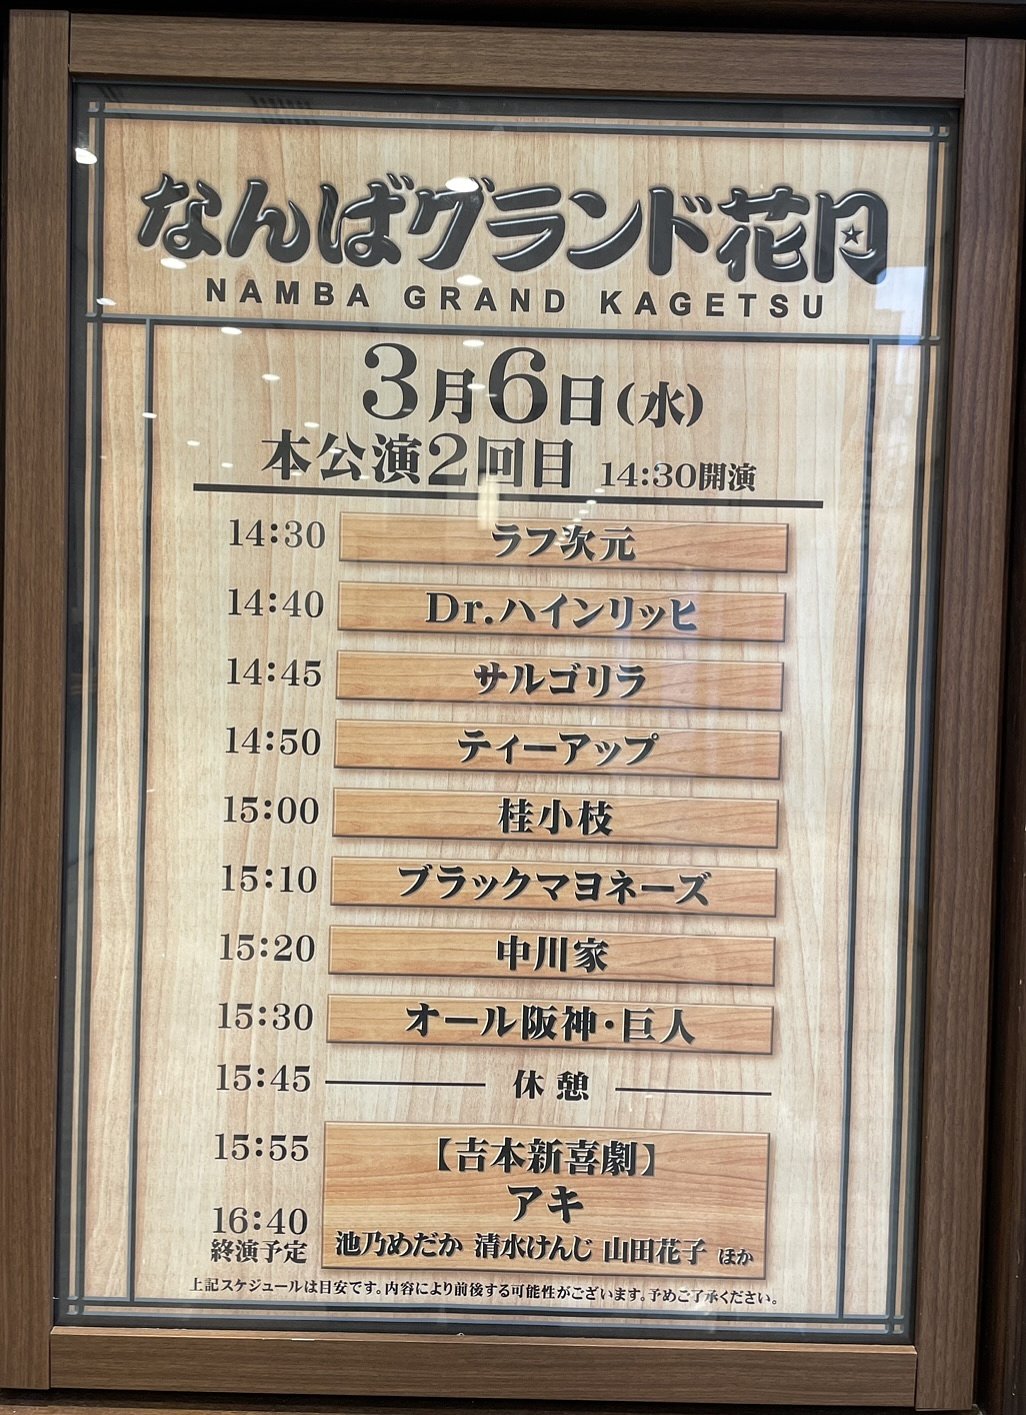 なんばグランド花月
NAMBA GRAND KAGETSU
3月6日(水)
本公演2回目 14:30開演
14:30 ラフ次元
14:40 Dr.ハインリッヒ
14:45 サルゴリラ
14:50 ティーアップ
15:00 桂小枝
15:10 ブラックマヨネーズ
15:20 中川家
15:30 オール阪神・巨人
15:45 休憩
15:55 【吉本新喜劇】
アキ
16:40
終演予定 池乃めだか 清水けんじ 山田花子 ほか
上記スケジュールは目安です。内容により前後する可能性がございます。予めご了承ください。